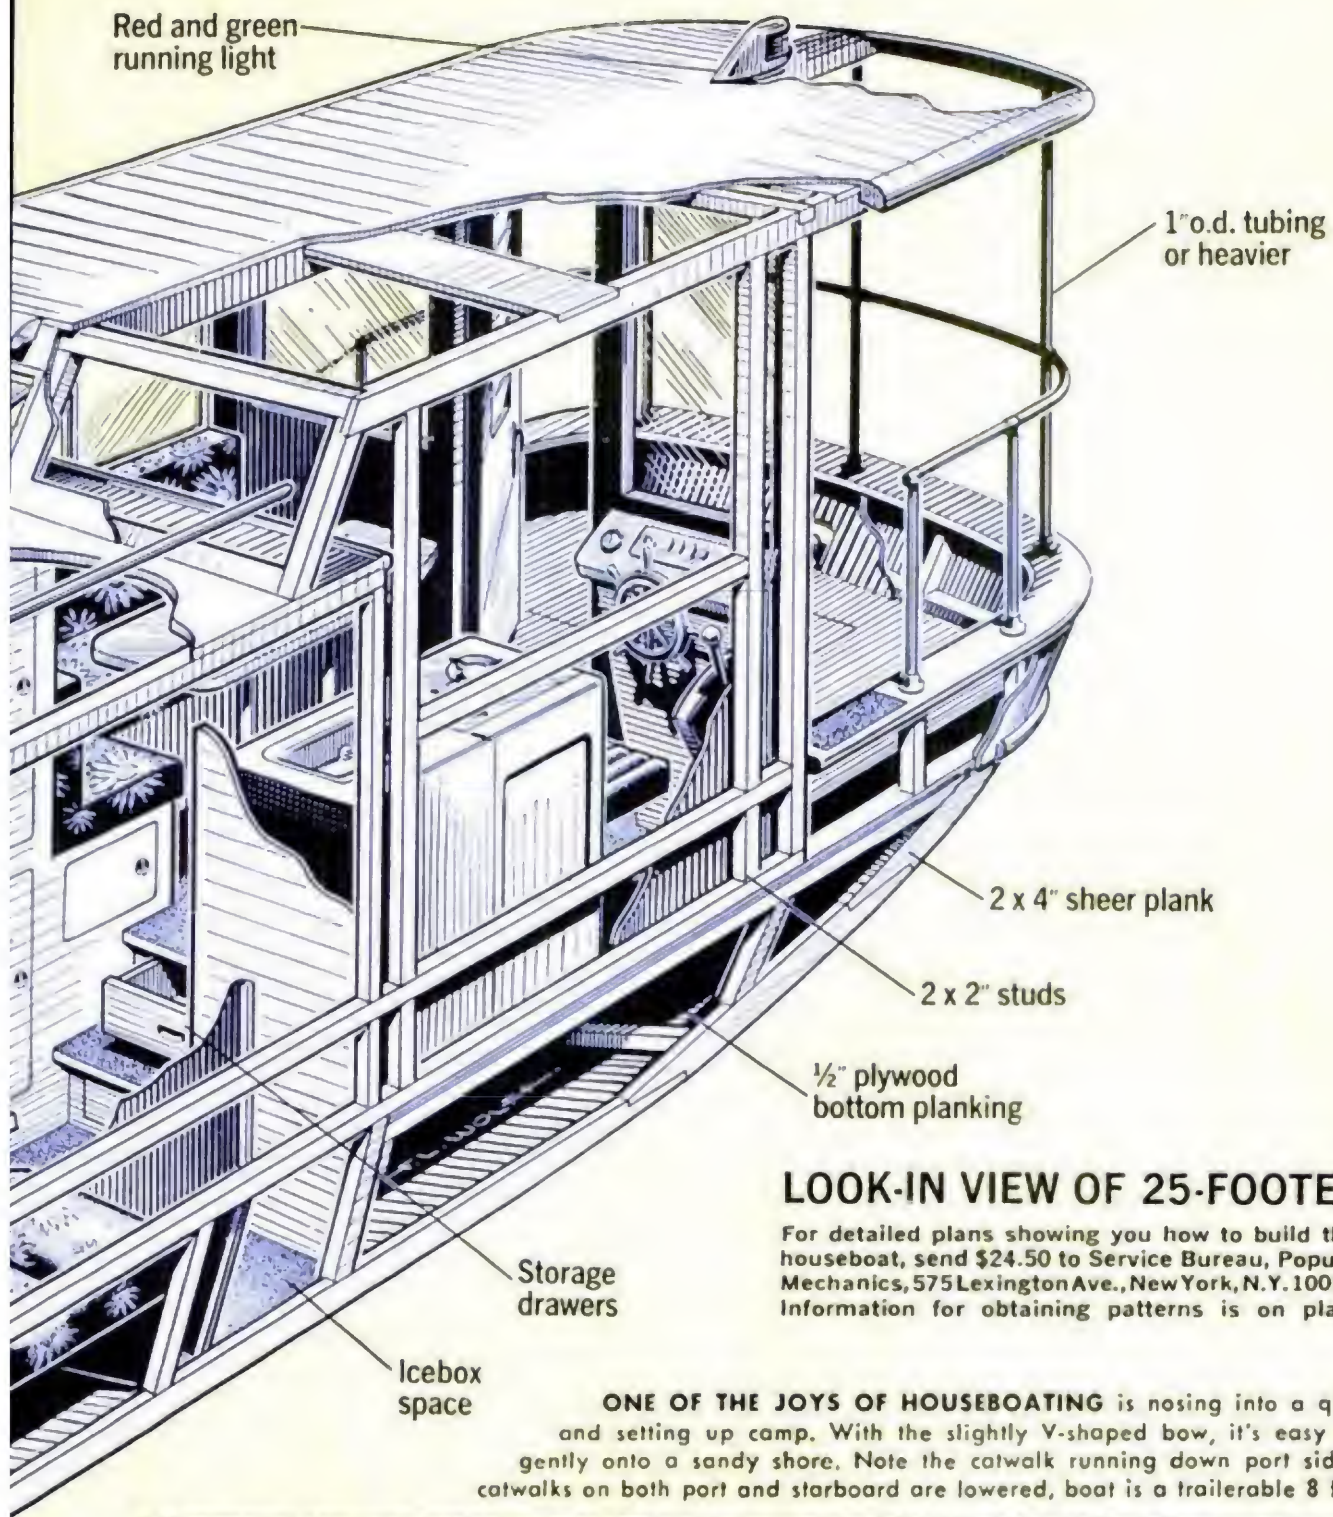 Red and green
running light
1" o.d. tubing
or heavier
2 x 4" sheer plank
2 x 2" studs
½" plywood
bottom planking
T. L. WOLF
Storage
drawers
Icebox
space
LOOK-IN VIEW OF 25-FOOTE
For detailed plans showing you how to build th
houseboat, send $24.50 to Service Bureau, Popu
Mechanics, 575 Lexington Ave., New York, N.Y. 100
Information for obtaining patterns is on pla
ONE OF THE JOYS OF HOUSEBOATING is nosing into a q
and setting up camp. With the slightly V-shaped bow, it's easy
gently onto a sandy shore. Note the catwalk running down port sid
catwalks on both port and starboard are lowered, boat is a trailerable 8